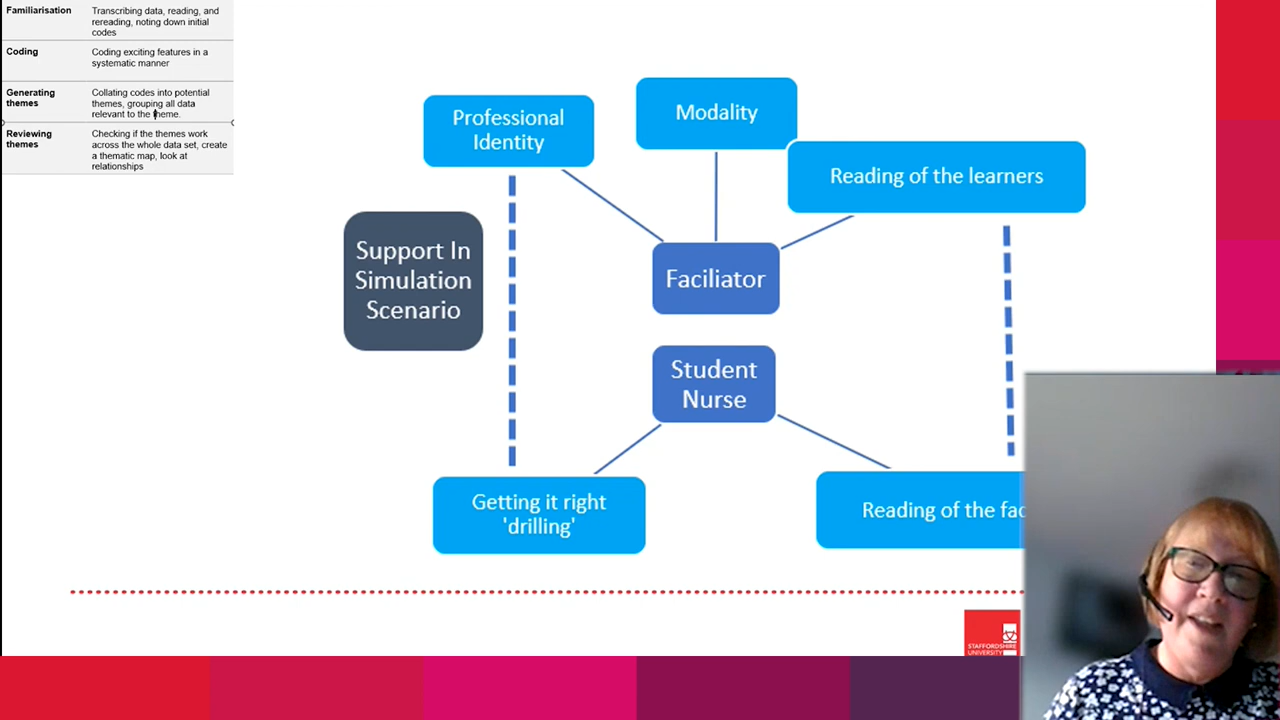 Familiarisation
Transcribing data, reading, and
rereading, noting down initial
codes
Coding
Coding exciting features in a
systematic manner
Generating
themes
Collating codes into potential
themes, grouping all data
relevant to the theme.
Reviewing
themes
Checking if the themes work
across the whole data set, create
a thematic map, look at
relationships
Professional
Identity
Modality
Reading of the learners
Support In
Simulation
Scenario
Faciliator
Student
Nurse
Getting it right
'drilling'
Reading of the fac
STAFFORDSHIRE
UNIVERSITY